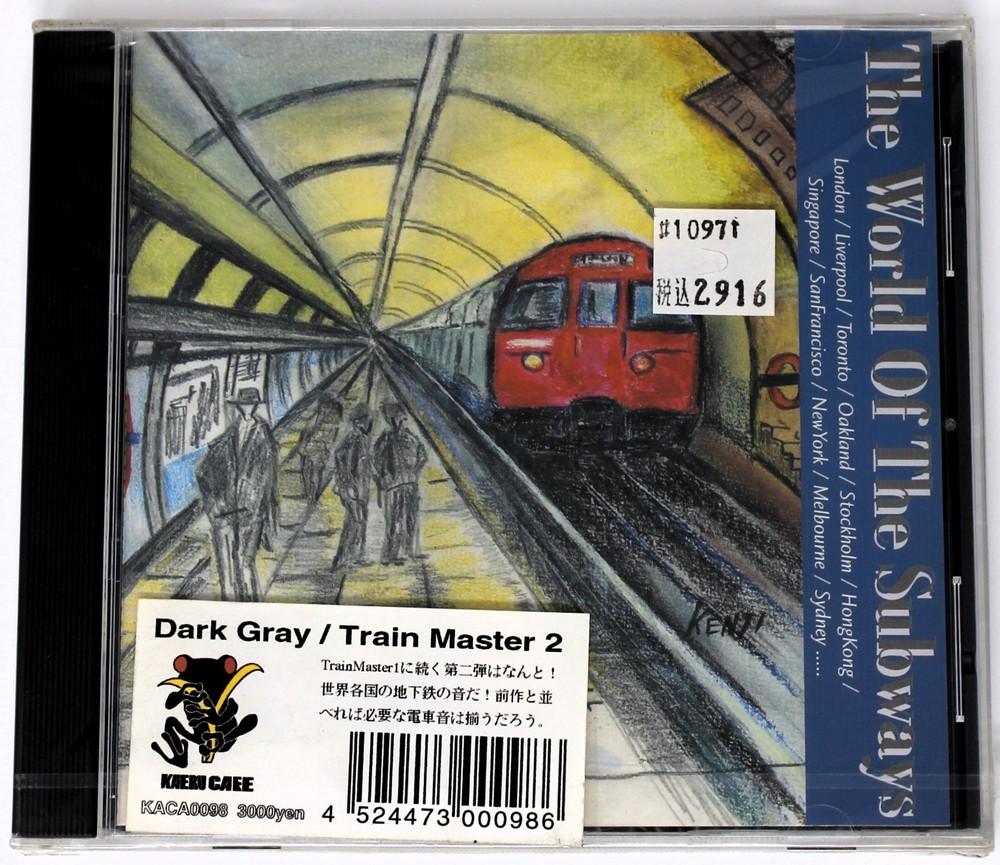 The World Of The Subways
London / Liverpool / Toronto / Oakland / Stockholm / HongKong /
Singapore / SanFrancisco / NewYork / Melbourne / Sydney .....
#10971
税込2916
KENJI
Dark Gray / Train Master 2
TrainMaster1に続く第二弾はなんと！
世界各国の地下鉄の音だ！前作と並
べれば必要な電車音は揃うだろう。
KAERU CAFE
KACA0098 3000yen
4 524473 000986